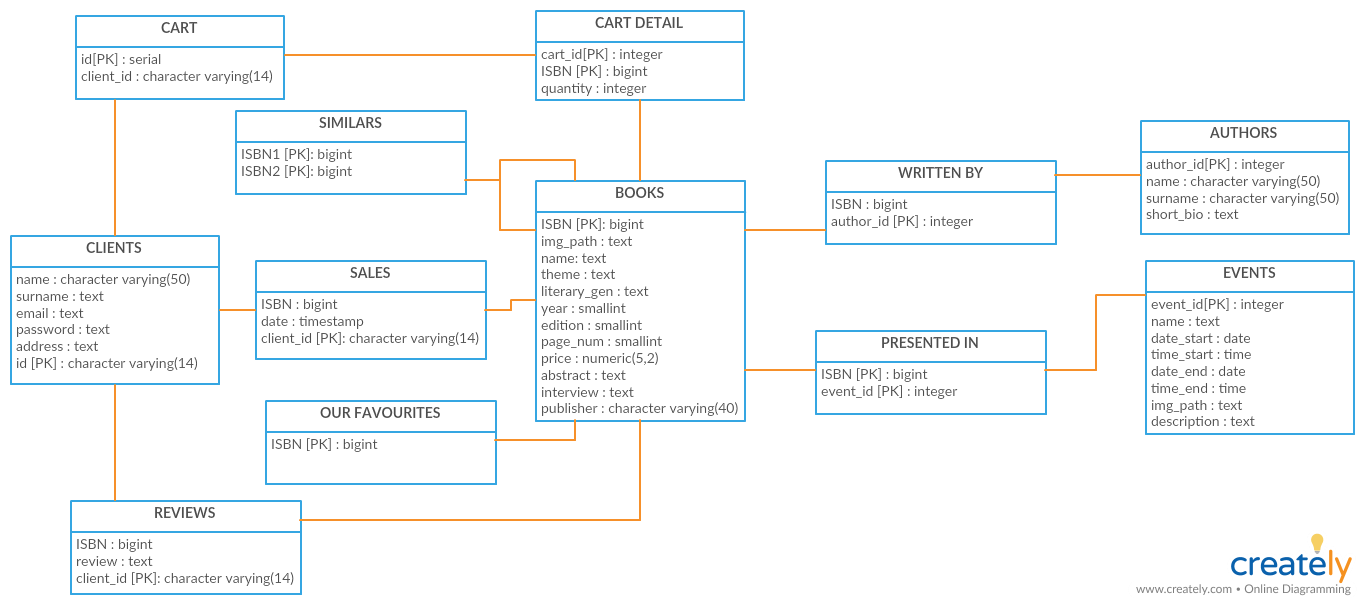 CART
id[PK] : serial
client_id : character varying(14)
CART DETAIL
cart_id[PK] : integer
ISBN [PK] : bigint
quantity : integer
SIMILARS
ISBN1 [PK]: bigint
ISBN2 [PK]: bigint
AUTHORS
author_id[PK] : integer
name : character varying(50)
surname : character varying(50)
short_bio : text
WRITTEN BY
ISBN : bigint
author_id [PK] : integer
BOOKS
ISBN [PK]: bigint
img_path : text
name: text
theme : text
literary_gen : text
year : smallint
edition : smallint
page_num : smallint
price : numeric(5,2)
abstract : text
interview : text
publisher : character varying(40)
CLIENTS
name : character varying(50)
surname : text
email : text
password : text
address : text
id [PK] : character varying(14)
SALES
ISBN : bigint
date : timestamp
client_id [PK]: character varying(14)
EVENTS
event_id[PK] : integer
name : text
date_start : date
time_start : time
date_end : date
time_end : time
img_path : text
description : text
PRESENTED IN
ISBN [PK] : bigint
event_id [PK] : integer
OUR FAVOURITES
ISBN [PK] : bigint
REVIEWS
ISBN : bigint
review : text
client_id [PK]: character varying(14)
creately
www.creately.com • Online Diagramming